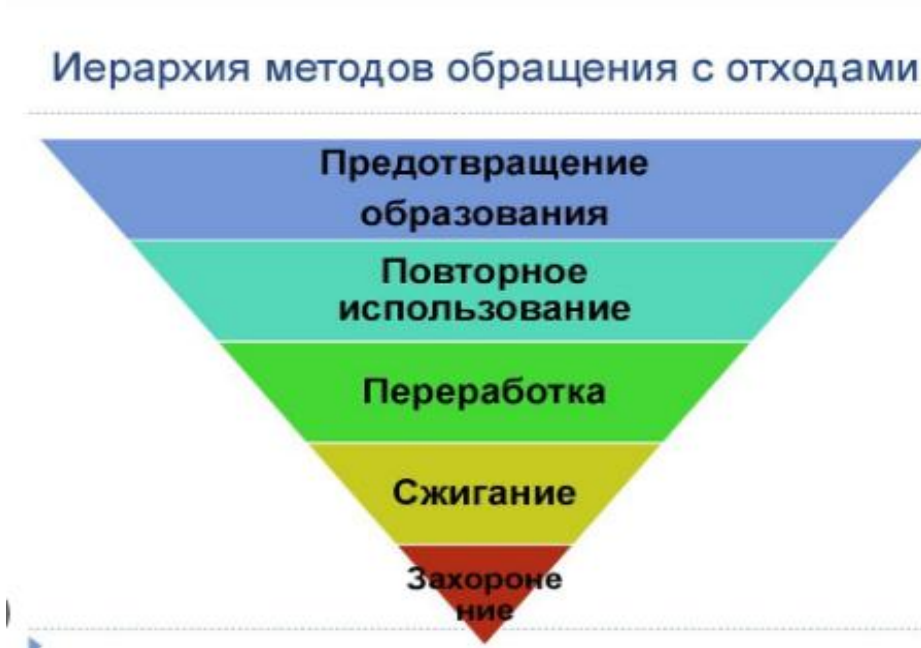 Иерархия методов обращения с отходами
Предотвращение
образования
Повторное
использование
Переработка
Сжигание
Захороне
ние